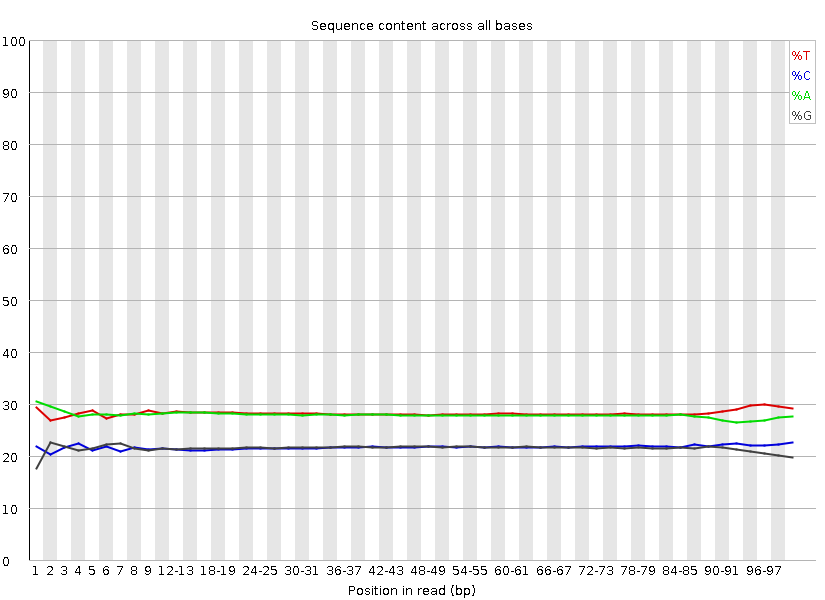 Sequence content across all bases
100
90
80
70
60
50
40
30
20
10
0
%T
%C
%A
%G
1 2 3 4 5 6 7 8 9 12-13 18-19 24-25 30-31 36-37 42-43 48-49 54-55 60-61 66-67 72-73 78-79 84-85 90-91 96-97
Position in read (bp)